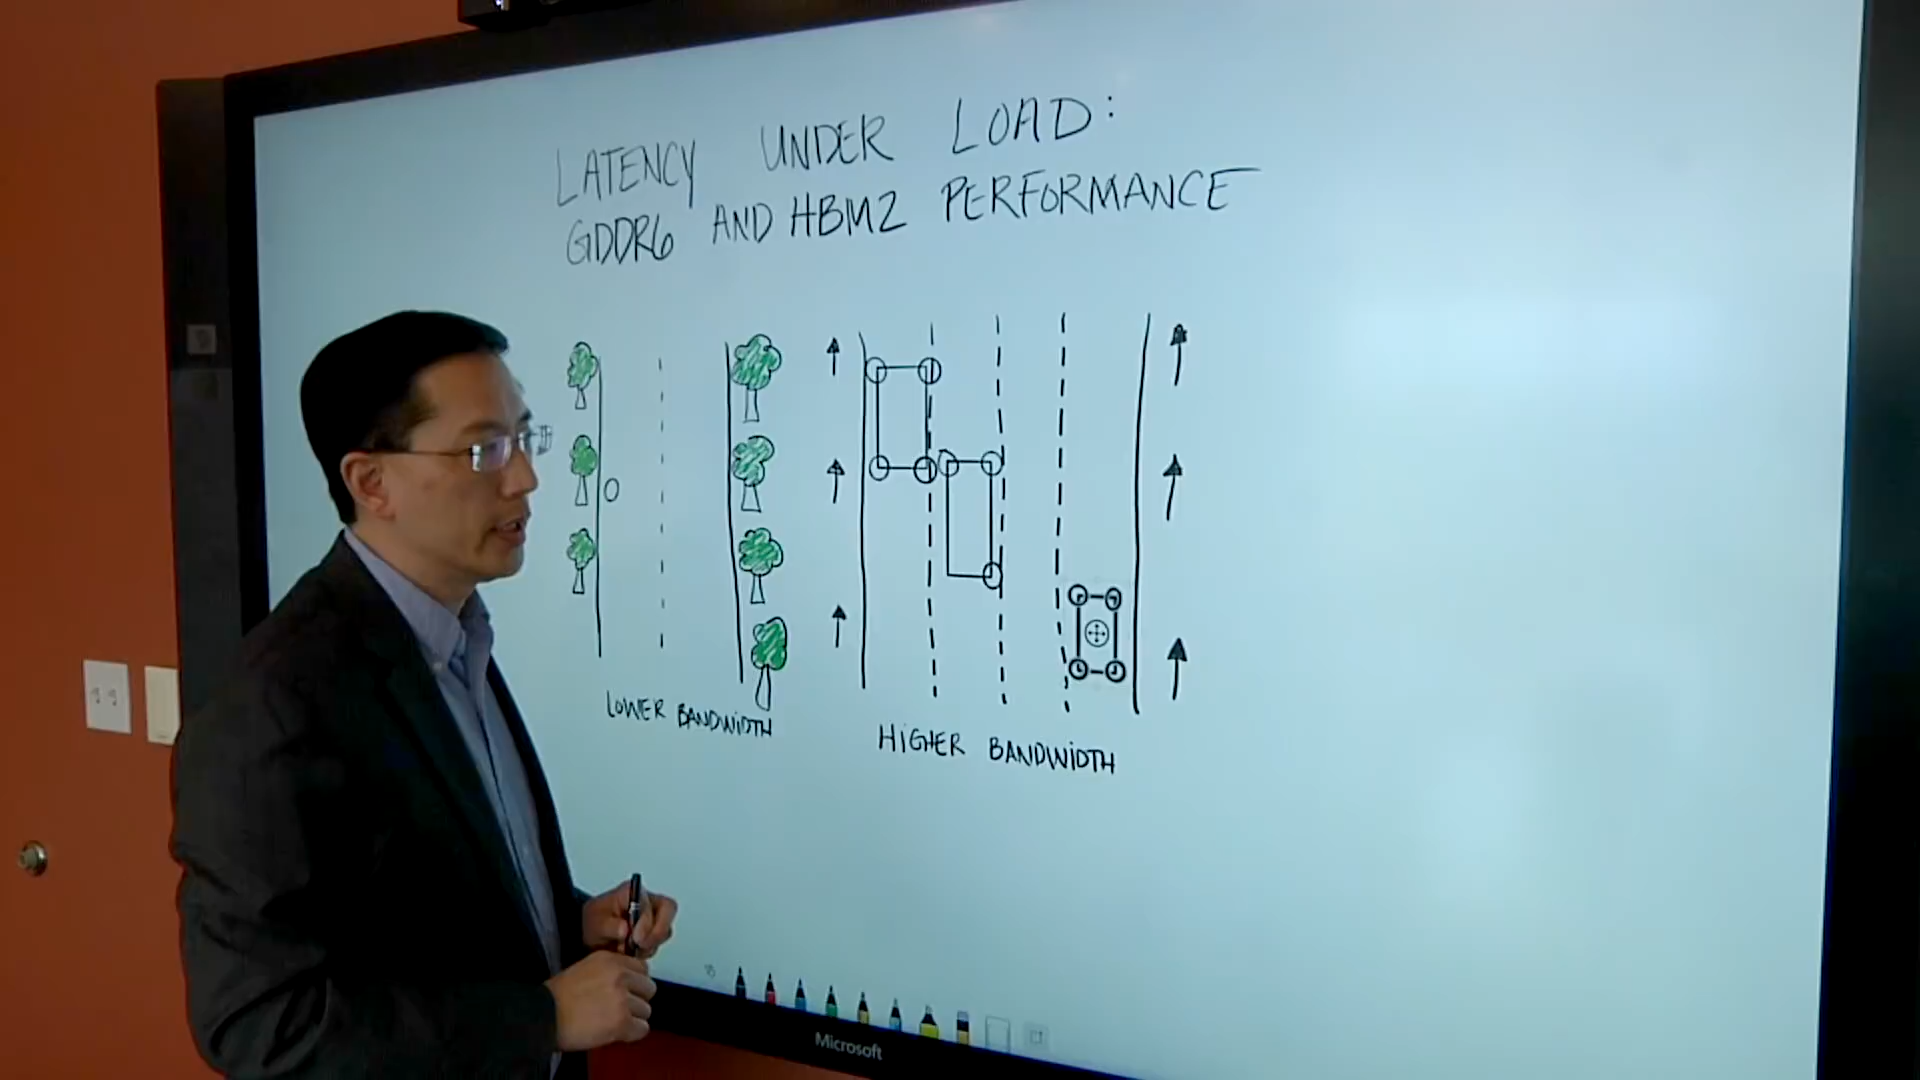 LATENCY UNDER LOAD:
GDDR6 AND HBM2 PERFORMANCE
LOWER BANDWIDTH
HIGHER BANDWIDTH
Microsoft